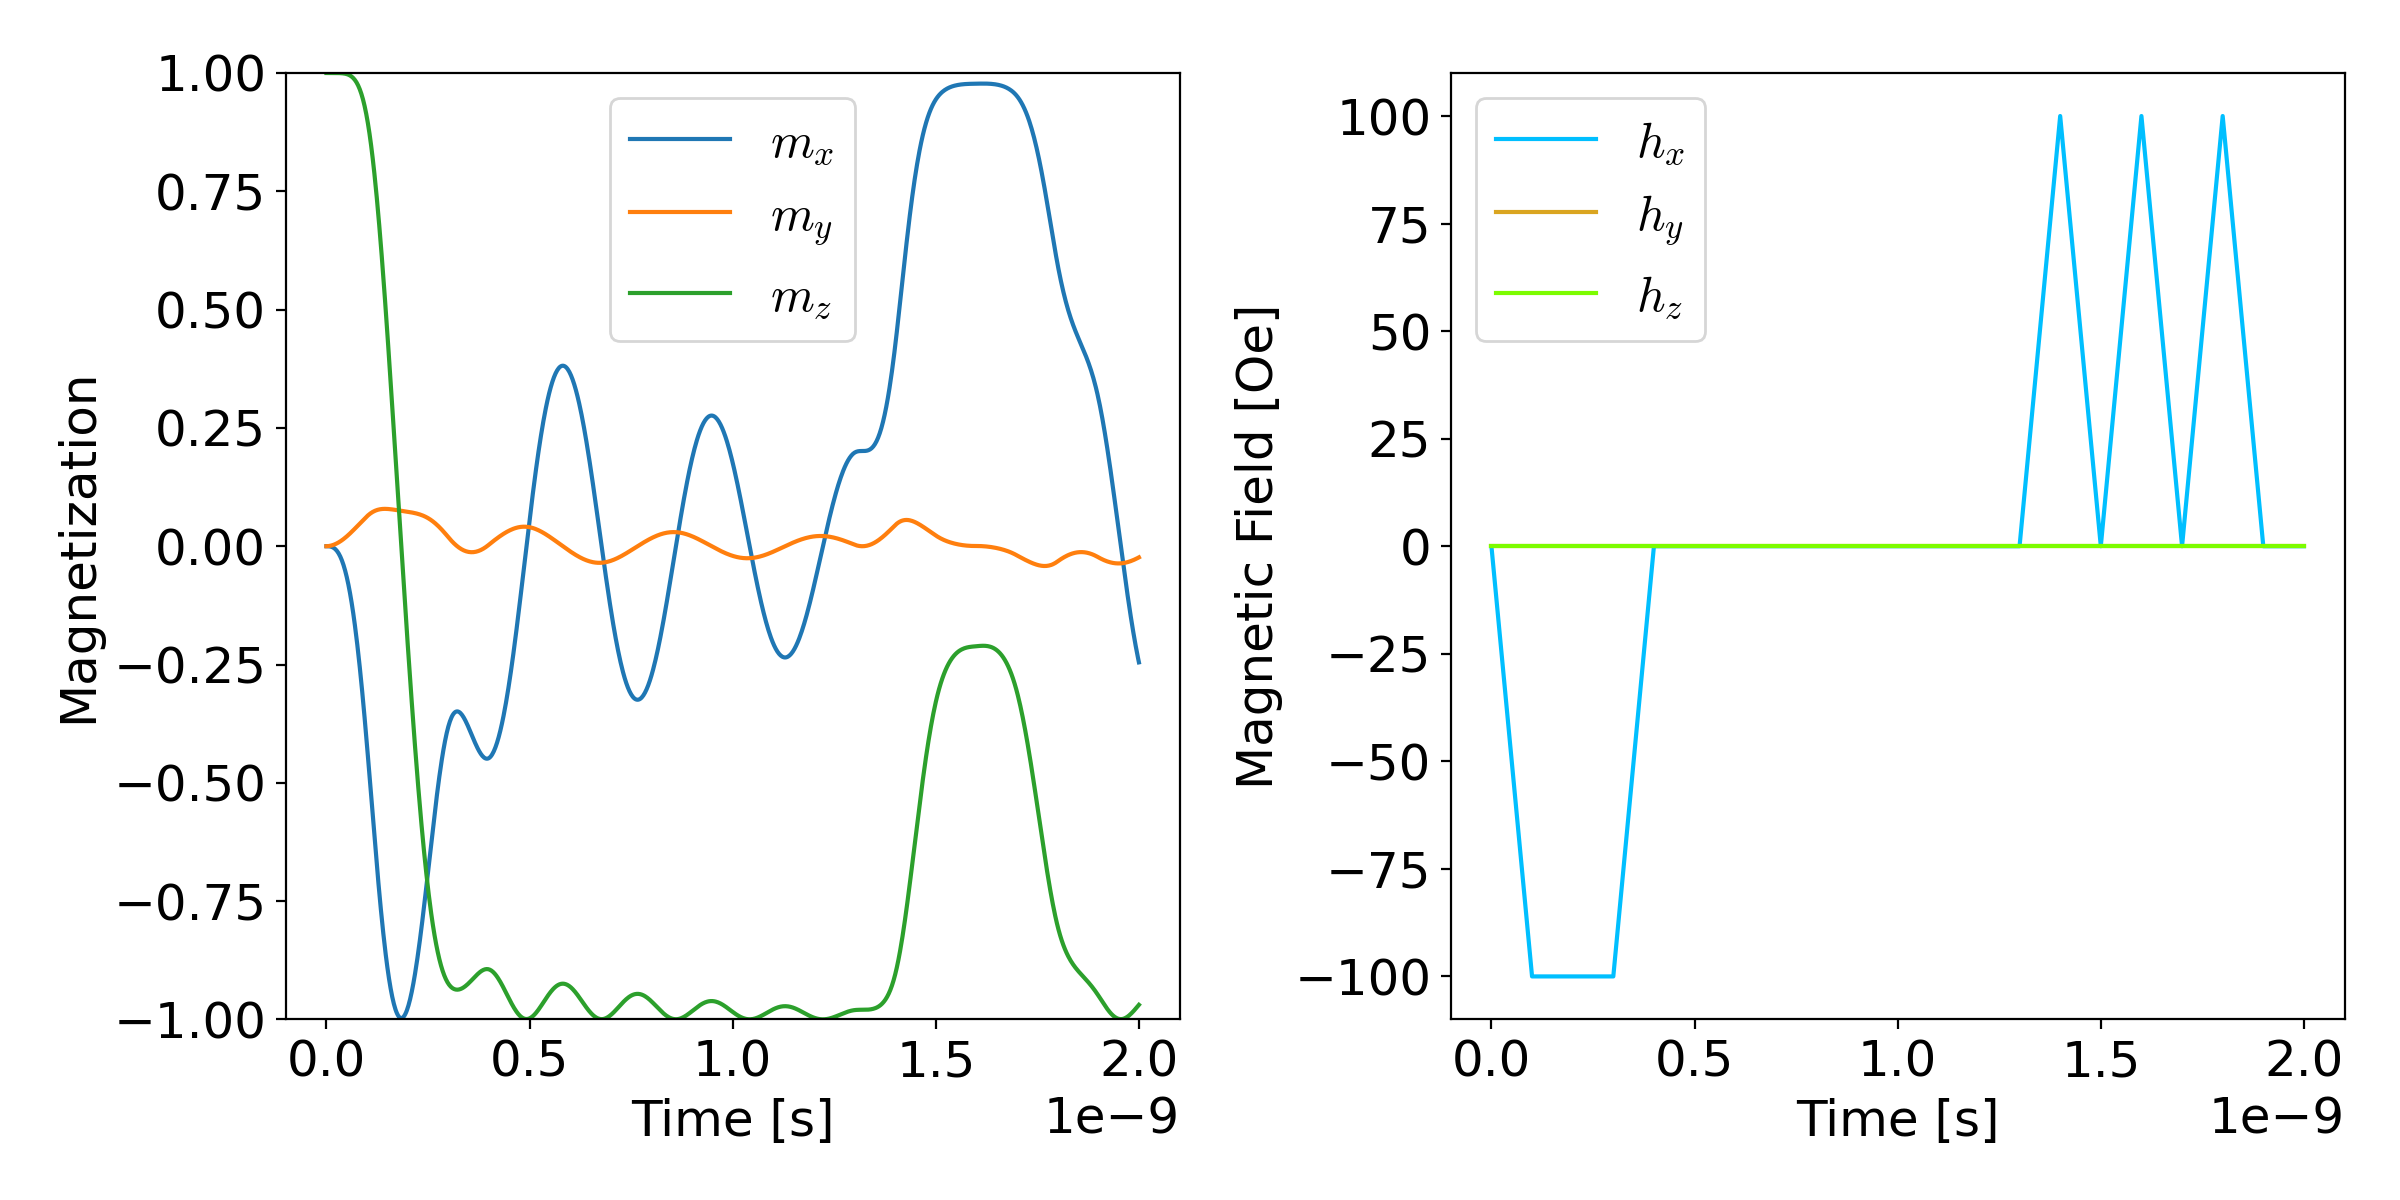 Magnetization
1.00
0.75
0.50
0.25
0.00
−0.25
−0.50
−0.75
−1.00
m_x
m_y
m_z
0.0 0.5 1.0 1.5 2.0
Time [s] 1e−9
Magnetic Field [Oe]
100
75
50
25
0
−25
−50
−75
−100
h_x
h_y
h_z
0.0 0.5 1.0 1.5 2.0
Time [s] 1e−9